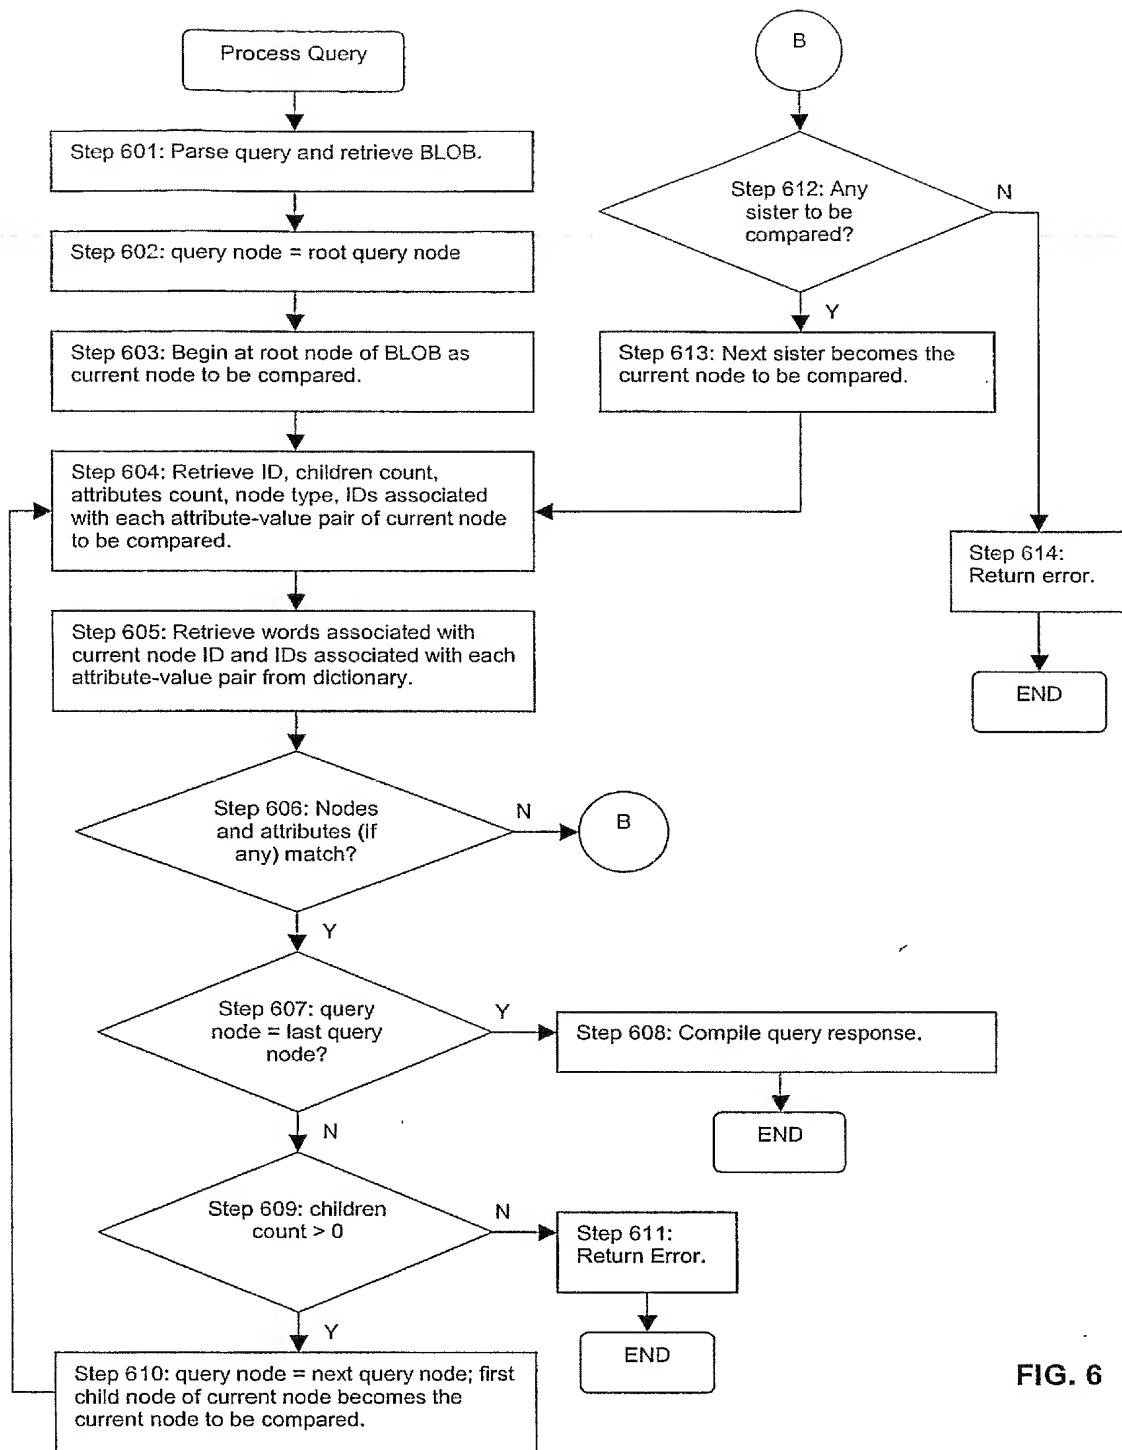 Process Query
Step 601: Parse query and retrieve BLOB.
Step 602: query node = root query node
Step 603: Begin at root node of BLOB as
current node to be compared.
Step 604: Retrieve ID, children count,
attributes count, node type, IDs associated
with each attribute-value pair of current node
to be compared.
Step 605: Retrieve words associated with
current node ID and IDs associated with each
attribute-value pair from dictionary.
Step 606: Nodes
and attributes (if
any) match?
N
B
Y
Step 607: query
node = last query
node?
Y
Step 608: Compile query response.
END
N
Step 609: children
count > 0
N
Step 611:
Return Error.
END
Y
Step 610: query node = next query node; first
child node of current node becomes the
current node to be compared.
B
Step 612: Any
sister to be
compared?
N
Y
Step 613: Next sister becomes the
current node to be compared.
Step 614:
Return error.
END
FIG. 6